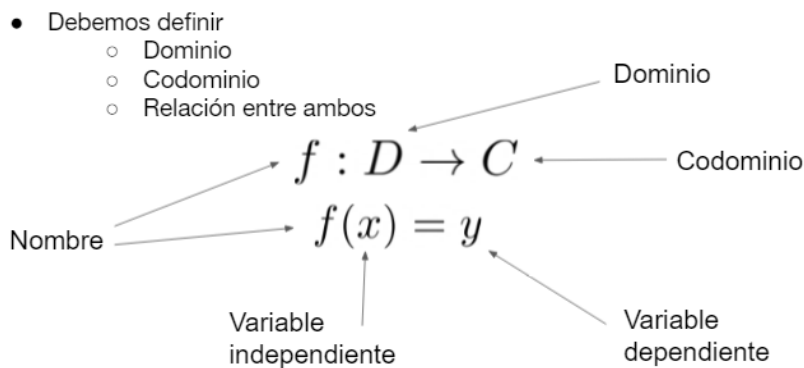 ● Debemos definir
○ Dominio
○ Codominio
○ Relación entre ambos
Dominio
f : D → C
Codominio
Nombre
f(x) = y
Variable
independiente
Variable
dependiente